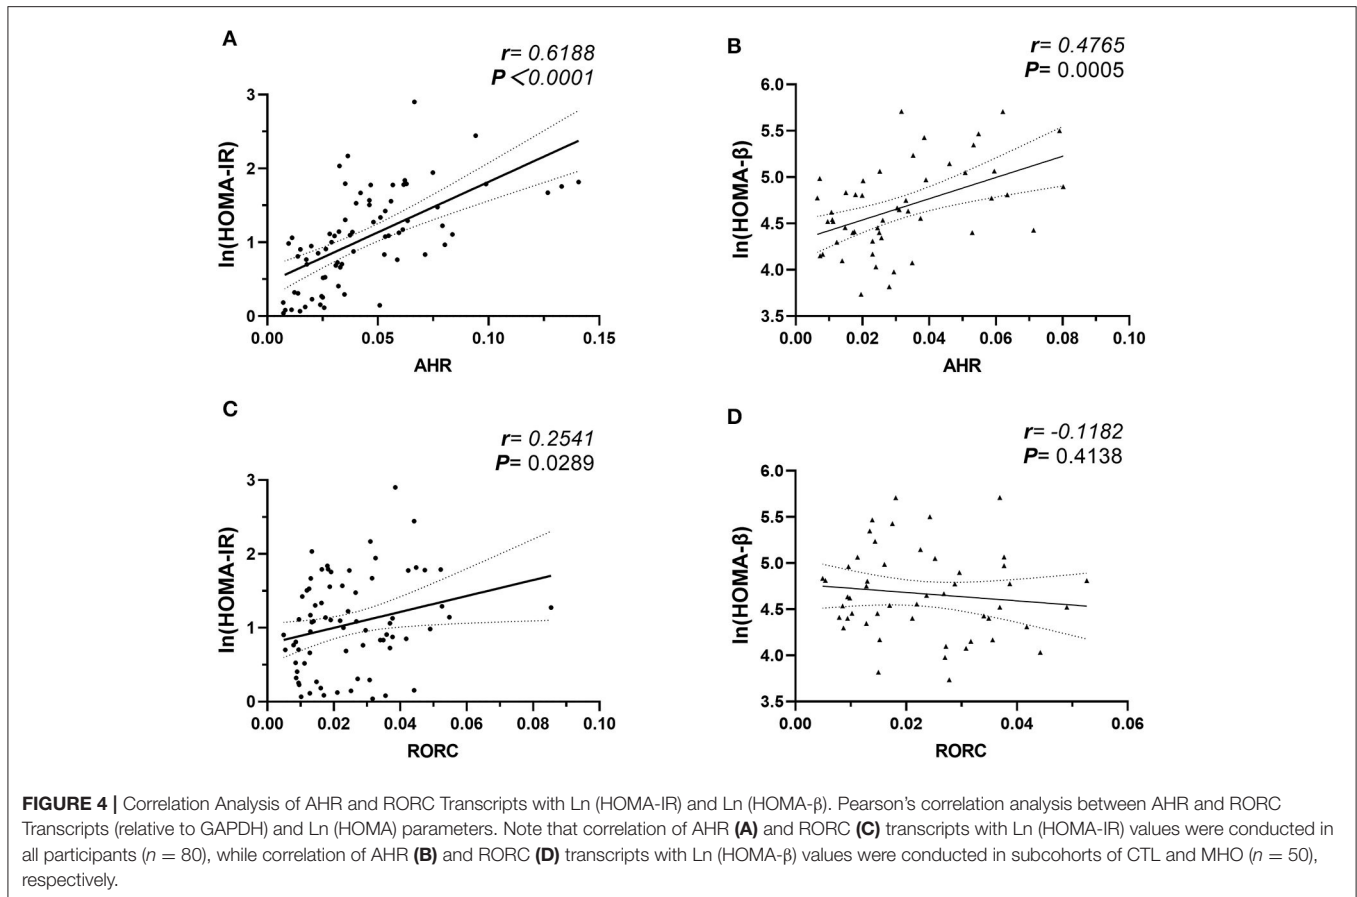 A
r= 0.6188
P<0.0001
3
2
1
0
ln(HOMA-IR)
0.00 0.05 0.10 0.15
AHR
B
r= 0.4765
P= 0.0005
6.0
5.5
5.0
4.5
4.0
3.5
ln(HOMA-β)
0.00 0.02 0.04 0.06 0.08 0.10
AHR
C
r= 0.2541
P= 0.0289
3
2
1
0
ln(HOMA-IR)
0.00 0.02 0.04 0.06 0.08 0.10
RORC
D
r= -0.1182
P= 0.4138
6.0
5.5
5.0
4.5
4.0
3.5
ln(HOMA-β)
0.00 0.02 0.04 0.06
RORC
FIGURE 4 | Correlation Analysis of AHR and RORC Transcripts with Ln (HOMA-IR) and Ln (HOMA-β). Pearson's correlation analysis between AHR and RORC
Transcripts (relative to GAPDH) and Ln (HOMA) parameters. Note that correlation of AHR (A) and RORC (C) transcripts with Ln (HOMA-IR) values were conducted in
all participants (n = 80), while correlation of AHR (B) and RORC (D) transcripts with Ln (HOMA-β) values were conducted in subcohorts of CTL and MHO (n = 50),
respectively.